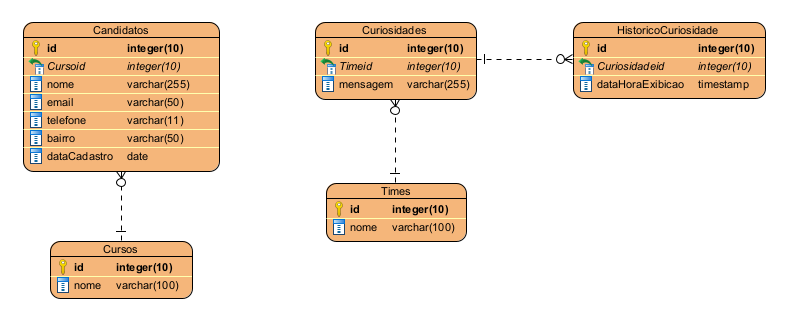 Candidatos
id integer(10)
Cursoid integer(10)
nome varchar(255)
email varchar(50)
telefone varchar(11)
bairro varchar(50)
dataCadastro date
Cursos
id integer(10)
nome varchar(100)
Curiosidades
id integer(10)
Timeid integer(10)
mensagem varchar(255)
Times
id integer(10)
nome varchar(100)
HistoricoCuriosidade
id integer(10)
Curiosidadeid integer(10)
dataHoraExibicao timestamp